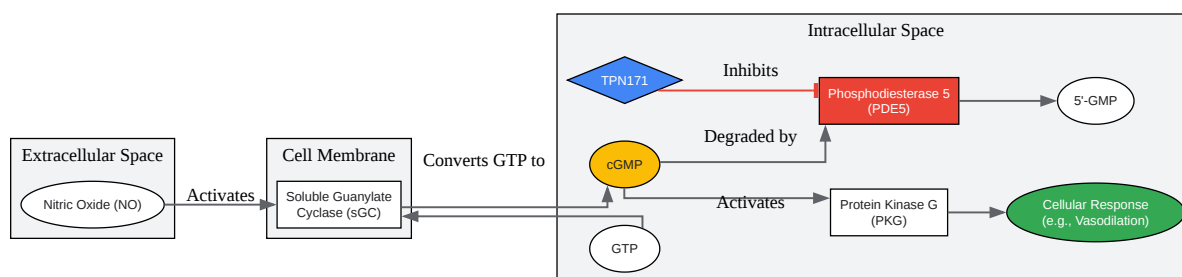 Extracellular Space
Nitric Oxide (NO)
Activates
Cell Membrane
Soluble Guanylate
Cyclase (sGC)
Converts GTP to
Intracellular Space
TPN171
Inhibits
Phosphodiesterase 5
(PDE5)
5'-GMP
Degraded by
cGMP
Activates
Protein Kinase G
(PKG)
Cellular Response
(e.g., Vasodilation)
GTP